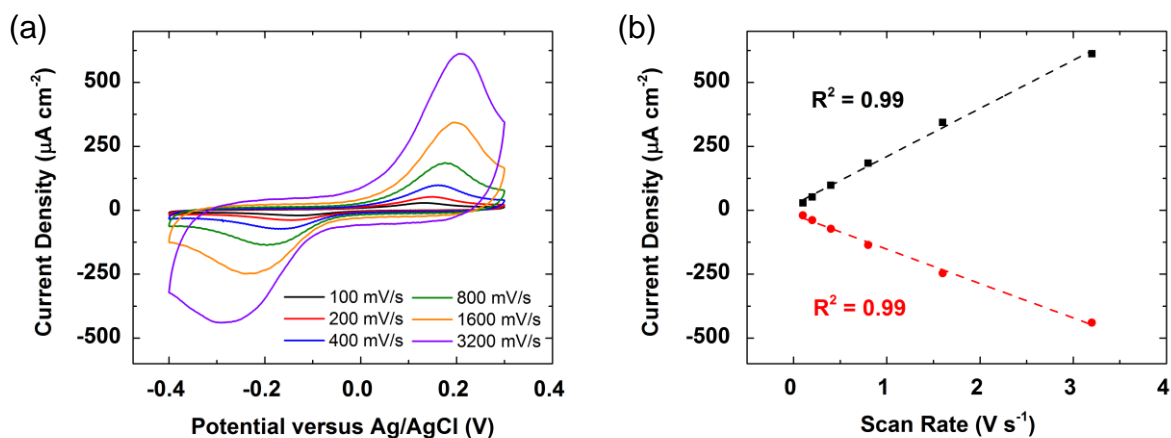 (a)
Current Density (µA cm⁻²)
500
250
0
-250
-500
-0.4 -0.2 0.0 0.2 0.4
Potential versus Ag/AgCl (V)
100 mV/s 800 mV/s
200 mV/s 1600 mV/s
400 mV/s 3200 mV/s
(b)
Current Density (µA cm⁻²)
500
250
0
-250
-500
R² = 0.99
R² = 0.99
0 1 2 3 4
Scan Rate (V s⁻¹)